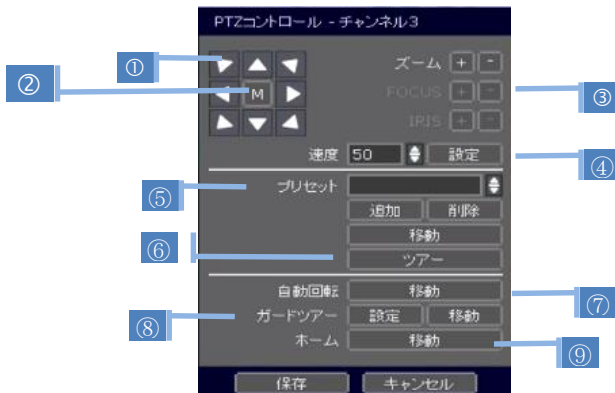 PTZコントロール - チャンネル3
① ズーム + -
② M FOCUS + - ③
IRIS + -
速度 50 設定 ④
⑤ プリセット
追加 削除
⑥ 移動
ツアー
自動回転 移動 ⑦
⑧ ガードツアー 設定 移動
ホーム 移動 ⑨
保存 キャンセル